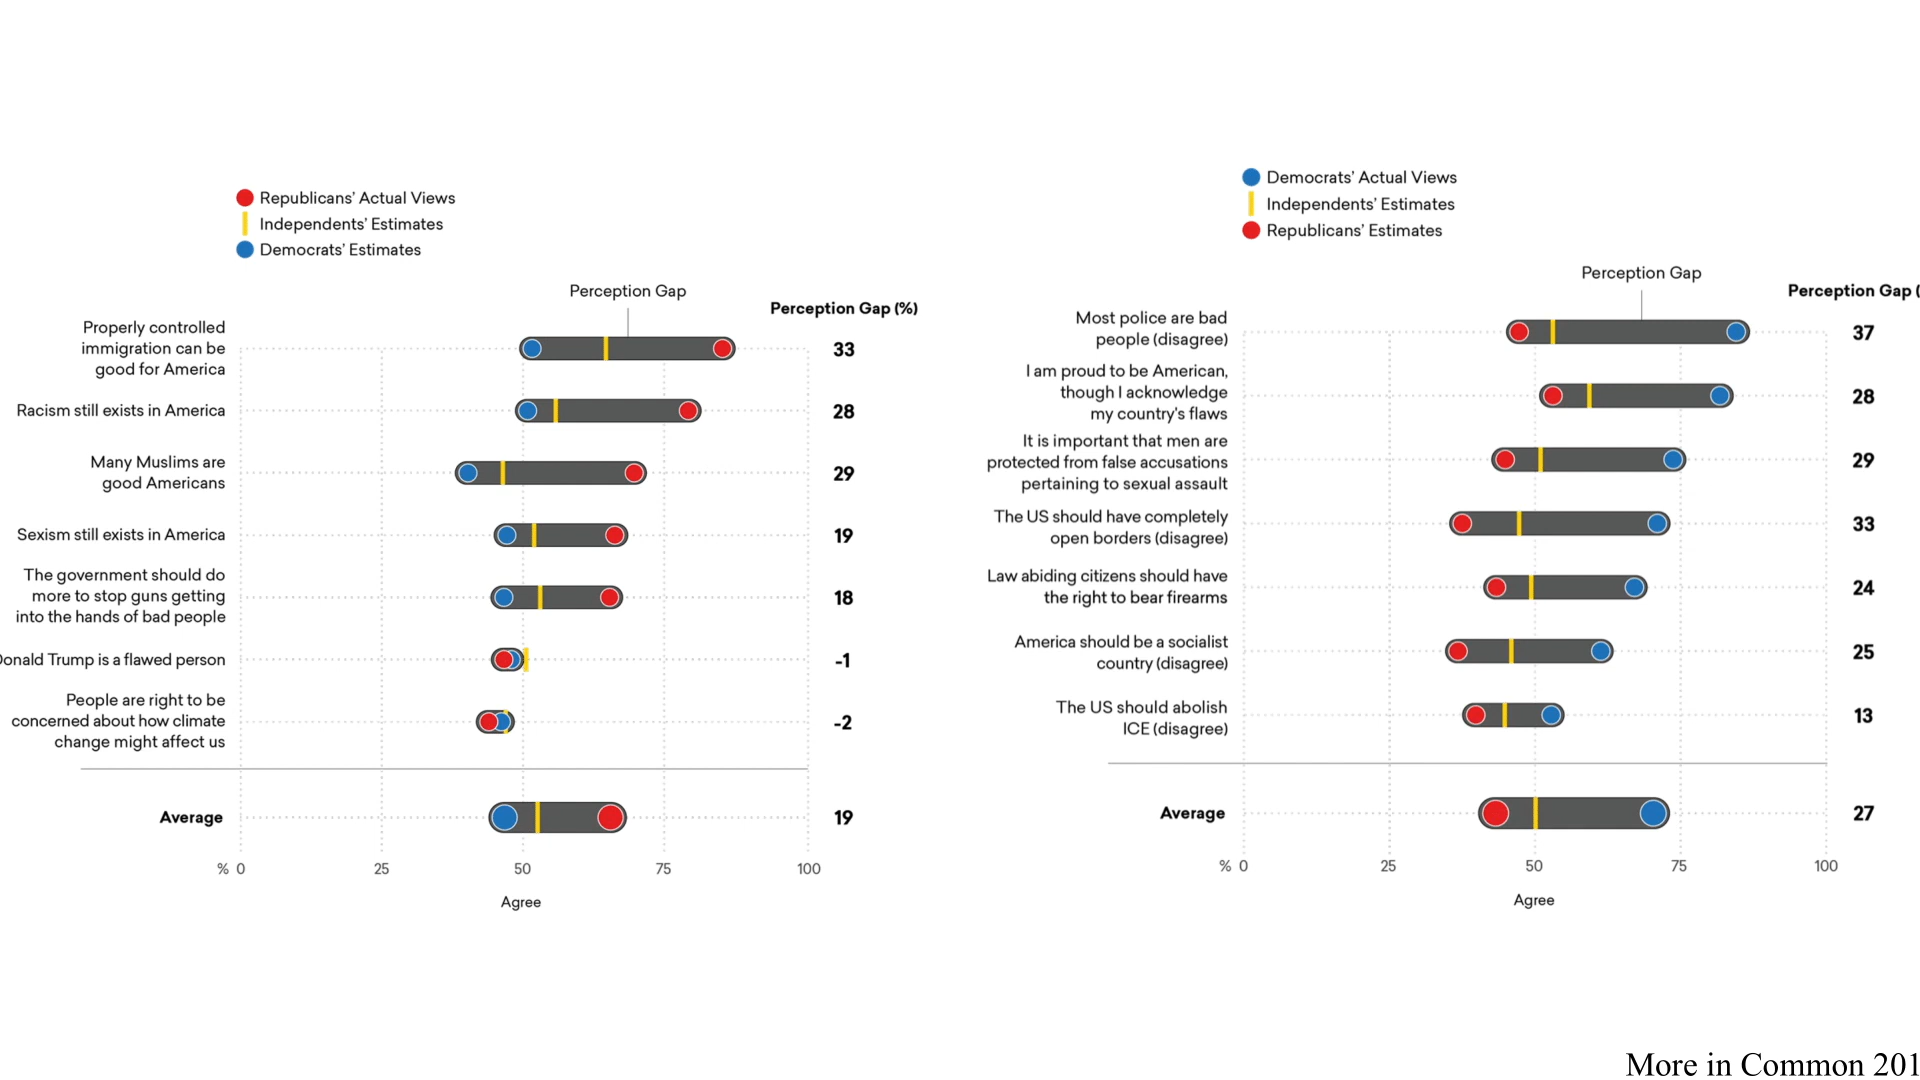 Republicans’ Actual Views
Independents’ Estimates
Democrats’ Estimates
Perception Gap
Perception Gap (%)
Properly controlled
immigration can be
good for America
33
Racism still exists in America
28
Many Muslims are
good Americans
29
Sexism still exists in America
19
The government should do
more to stop guns getting
into the hands of bad people
18
Donald Trump is a flawed person
-1
People are right to be
concerned about how climate
change might affect us
-2
Average
19
% 0 25 50 75 100
Agree
Democrats’ Actual Views
Independents’ Estimates
Republicans’ Estimates
Perception Gap
Perception Gap (
Most police are bad
people (disagree)
37
I am proud to be American,
though I acknowledge
my country's flaws
28
It is important that men are
protected from false accusations
pertaining to sexual assault
29
The US should have completely
open borders (disagree)
33
Law abiding citizens should have
the right to bear firearms
24
America should be a socialist
country (disagree)
25
The US should abolish
ICE (disagree)
13
Average
27
% 0 25 50 75 100
Agree
More in Common 201